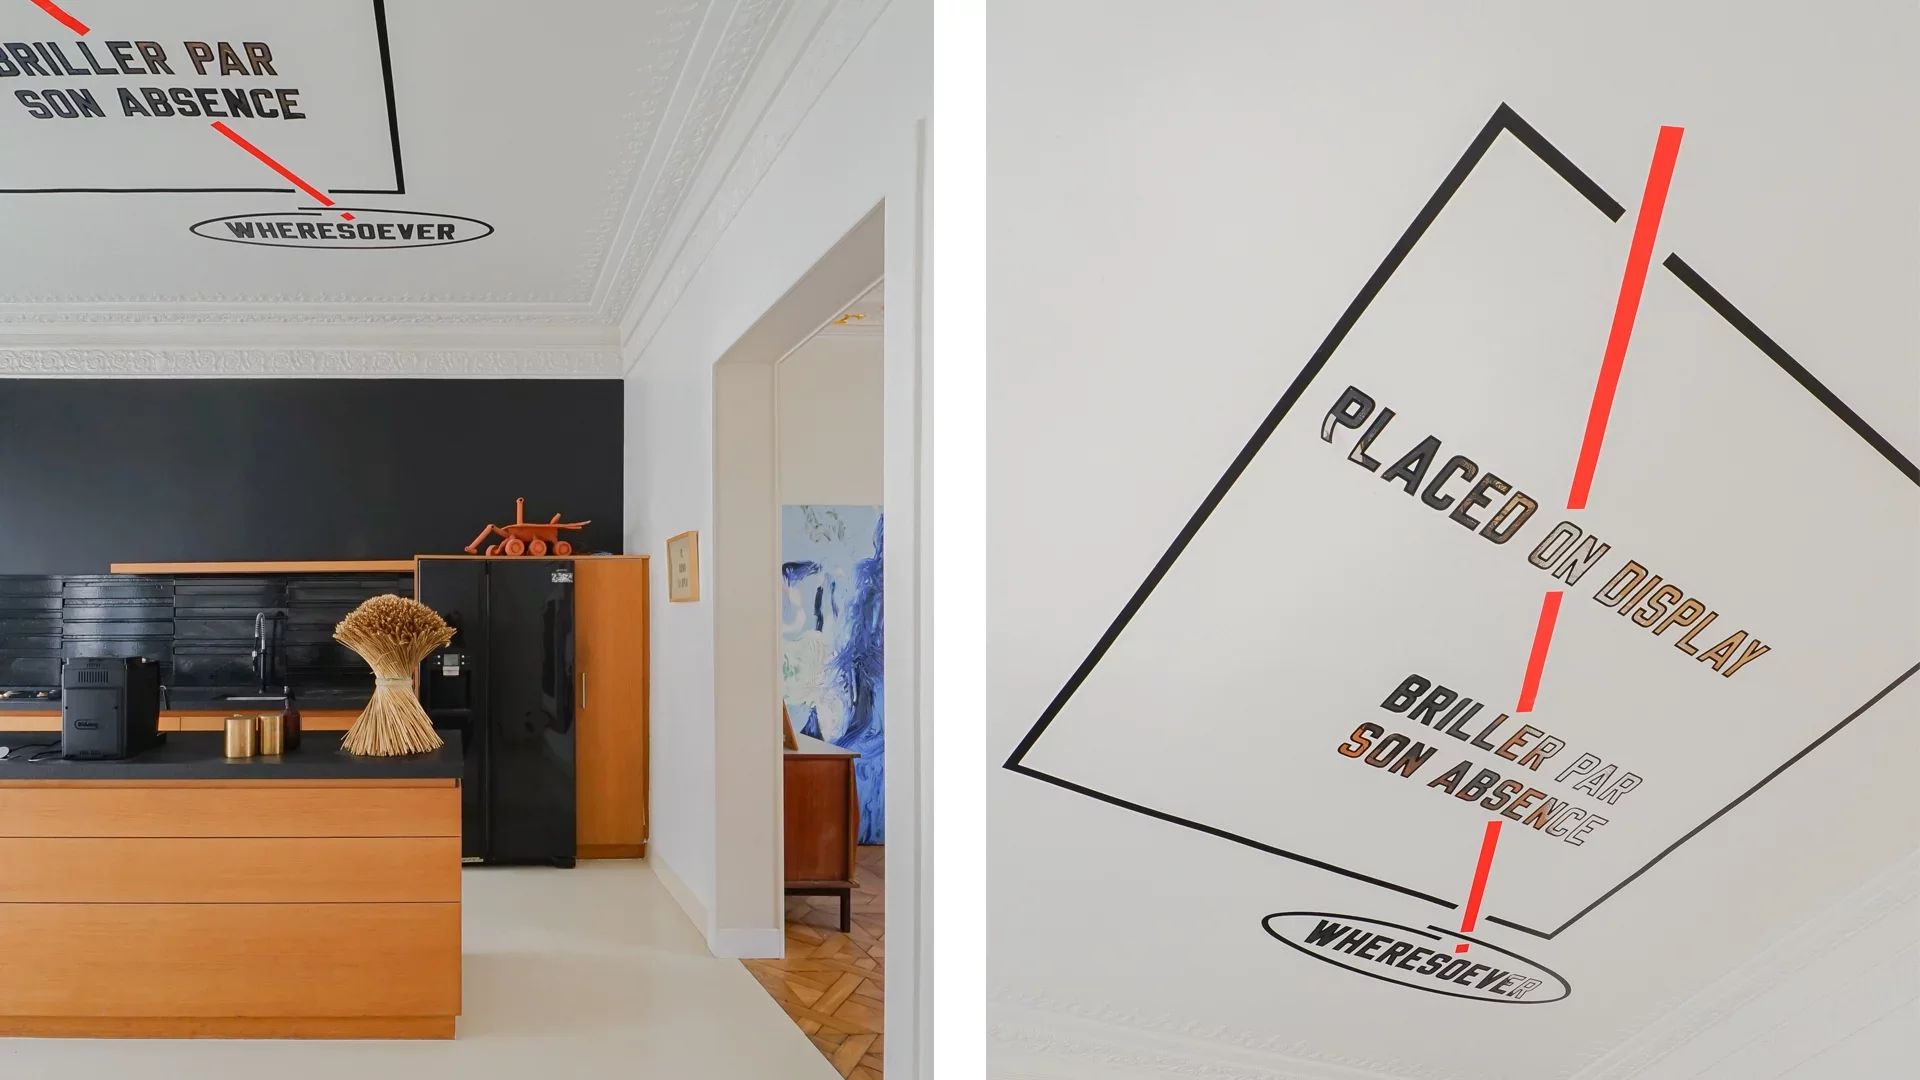 BRILLER PAR
SON ABSENCE
WHERESOEVER
PLACED ON DISPLAY
BRILLER PAR
SON ABSENCE
WHERESOEVER